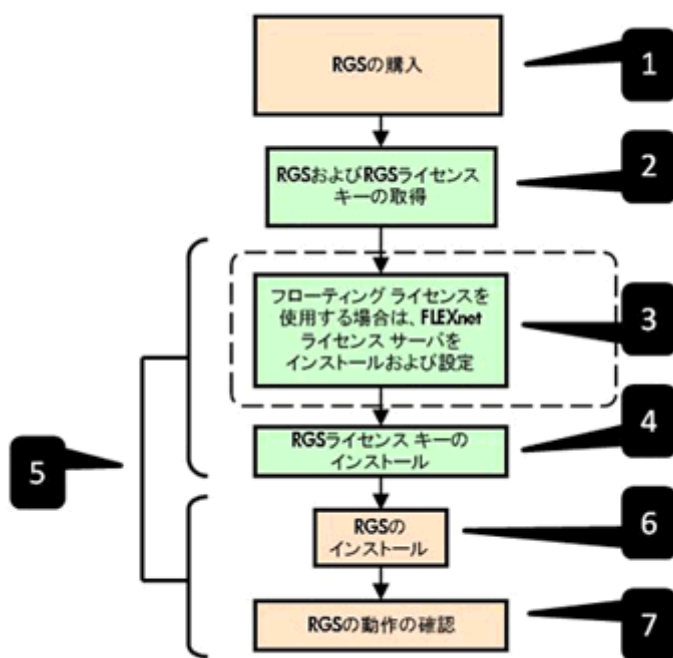 RGSの購入
1
RGSおよびRGSライセンス
キーの取得
2
フローティング ライセンスを
使用する場合は、FLEXnet
ライセンス サーバを
インストールおよび設定
3
RGSライセンス キーの
インストール
4
5
RGSの
インストール
6
RGSの動作の確認
7